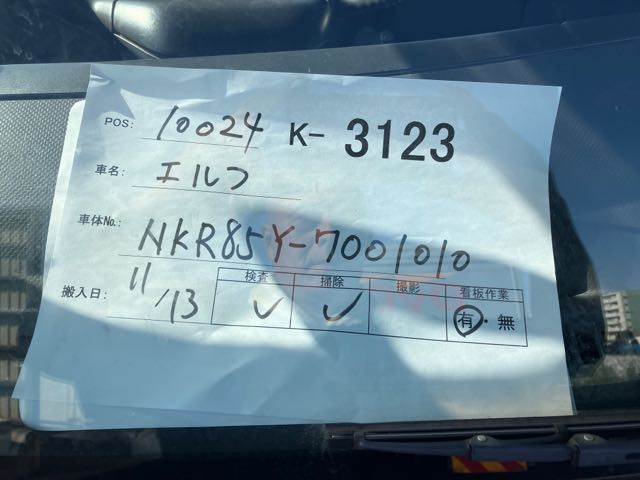 POS: 10024 K- 3123
車名: エルフ
車体No.: NKR85Y-7001010
搬入日: 11/13
検査 掃除 撮影 看板作業
✓ ✓ 有・無